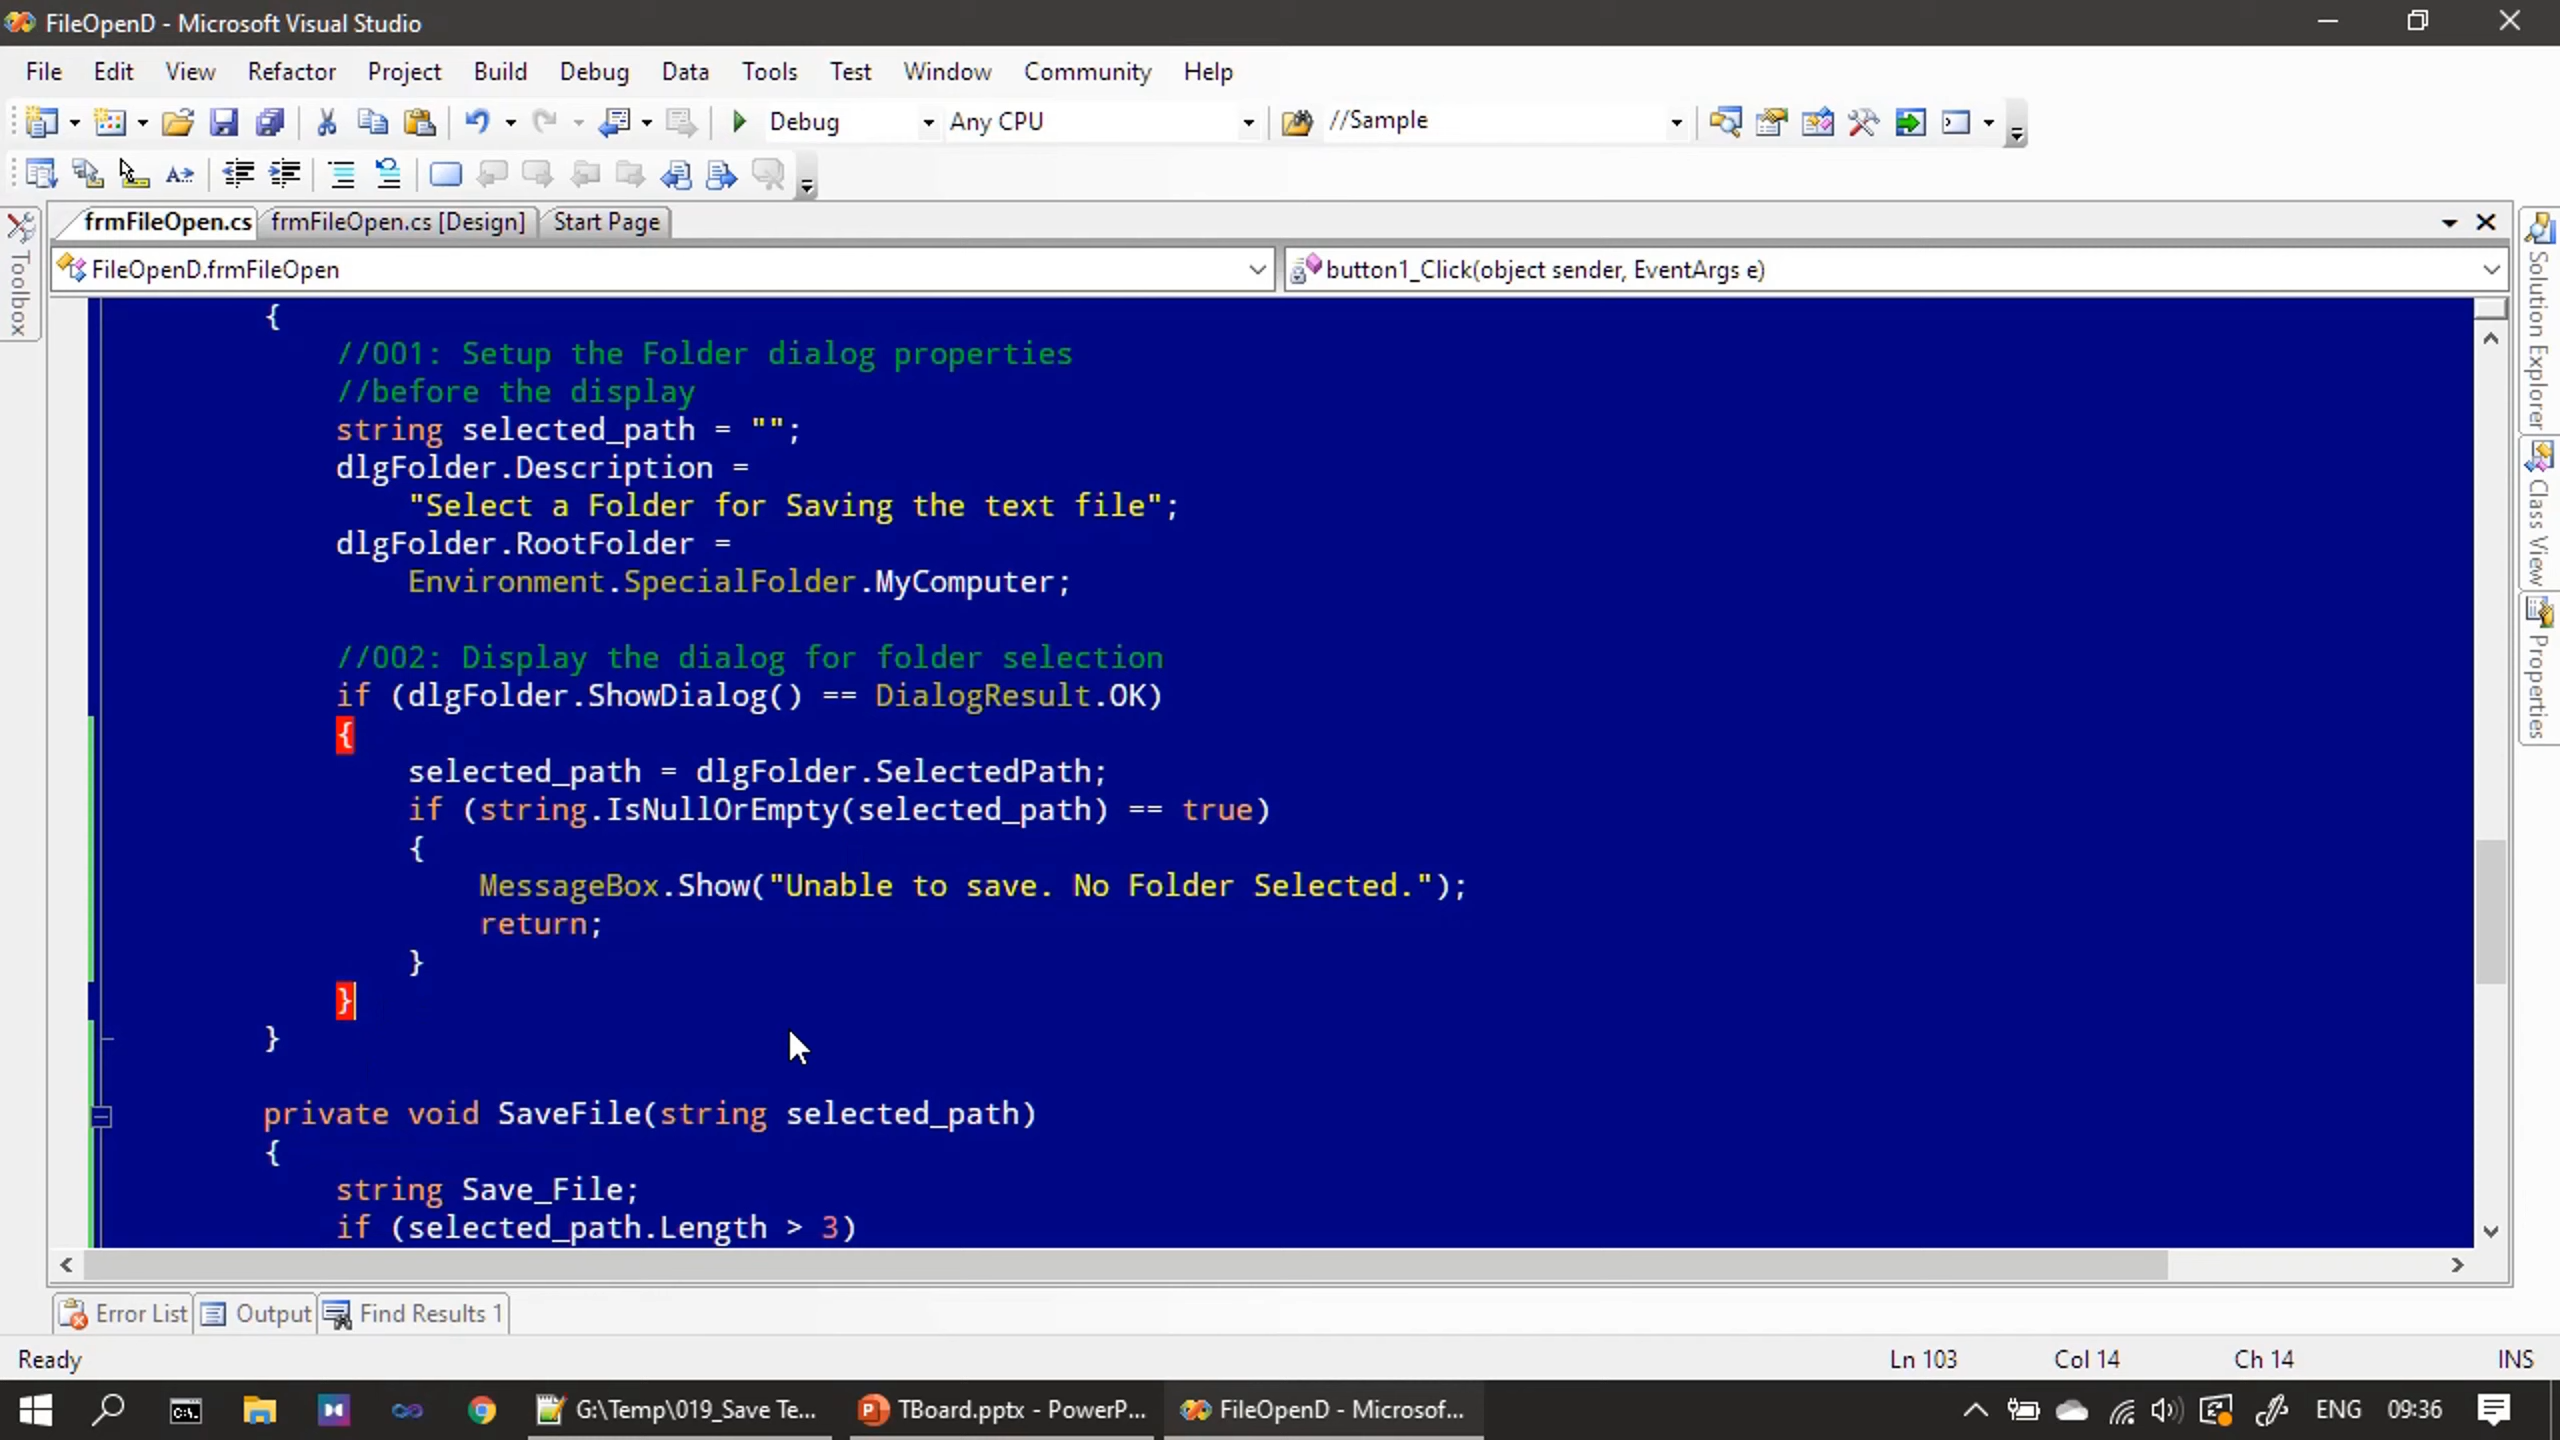 FileOpenD - Microsoft Visual Studio
File Edit View Refactor Project Build Debug Data Tools Test Window Community Help
Debug Any CPU //Sample
frmFileOpen.cs frmFileOpen.cs [Design] Start Page
FileOpenD.frmFileOpen button1_Click(object sender, EventArgs e)
Toolbox
Solution Explorer
Class View
Properties
{
//001: Setup the Folder dialog properties
//before the display
string selected_path = "";
dlgFolder.Description =
"Select a Folder for Saving the text file";
dlgFolder.RootFolder =
Environment.SpecialFolder.MyComputer;
//002: Display the dialog for folder selection
if (dlgFolder.ShowDialog() == DialogResult.OK)
{
selected_path = dlgFolder.SelectedPath;
if (string.IsNullOrEmpty(selected_path) == true)
{
MessageBox.Show("Unable to save. No Folder Selected.");
return;
}
}
}
private void SaveFile(string selected_path)
{
string Save_File;
if (selected_path.Length > 3)
Error List Output Find Results 1
Ready Ln 103 Col 14 Ch 14 INS
G:\Temp\019_Save Te... TBoard.pptx - PowerP... FileOpenD - Microsof... ENG 09:36